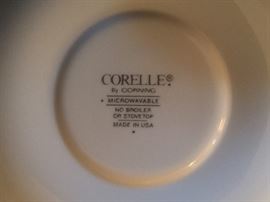 CORELLE®
By CORNING
• MICROWAVABLE
NO BROILER
OR STOVETOP
MADE IN USA